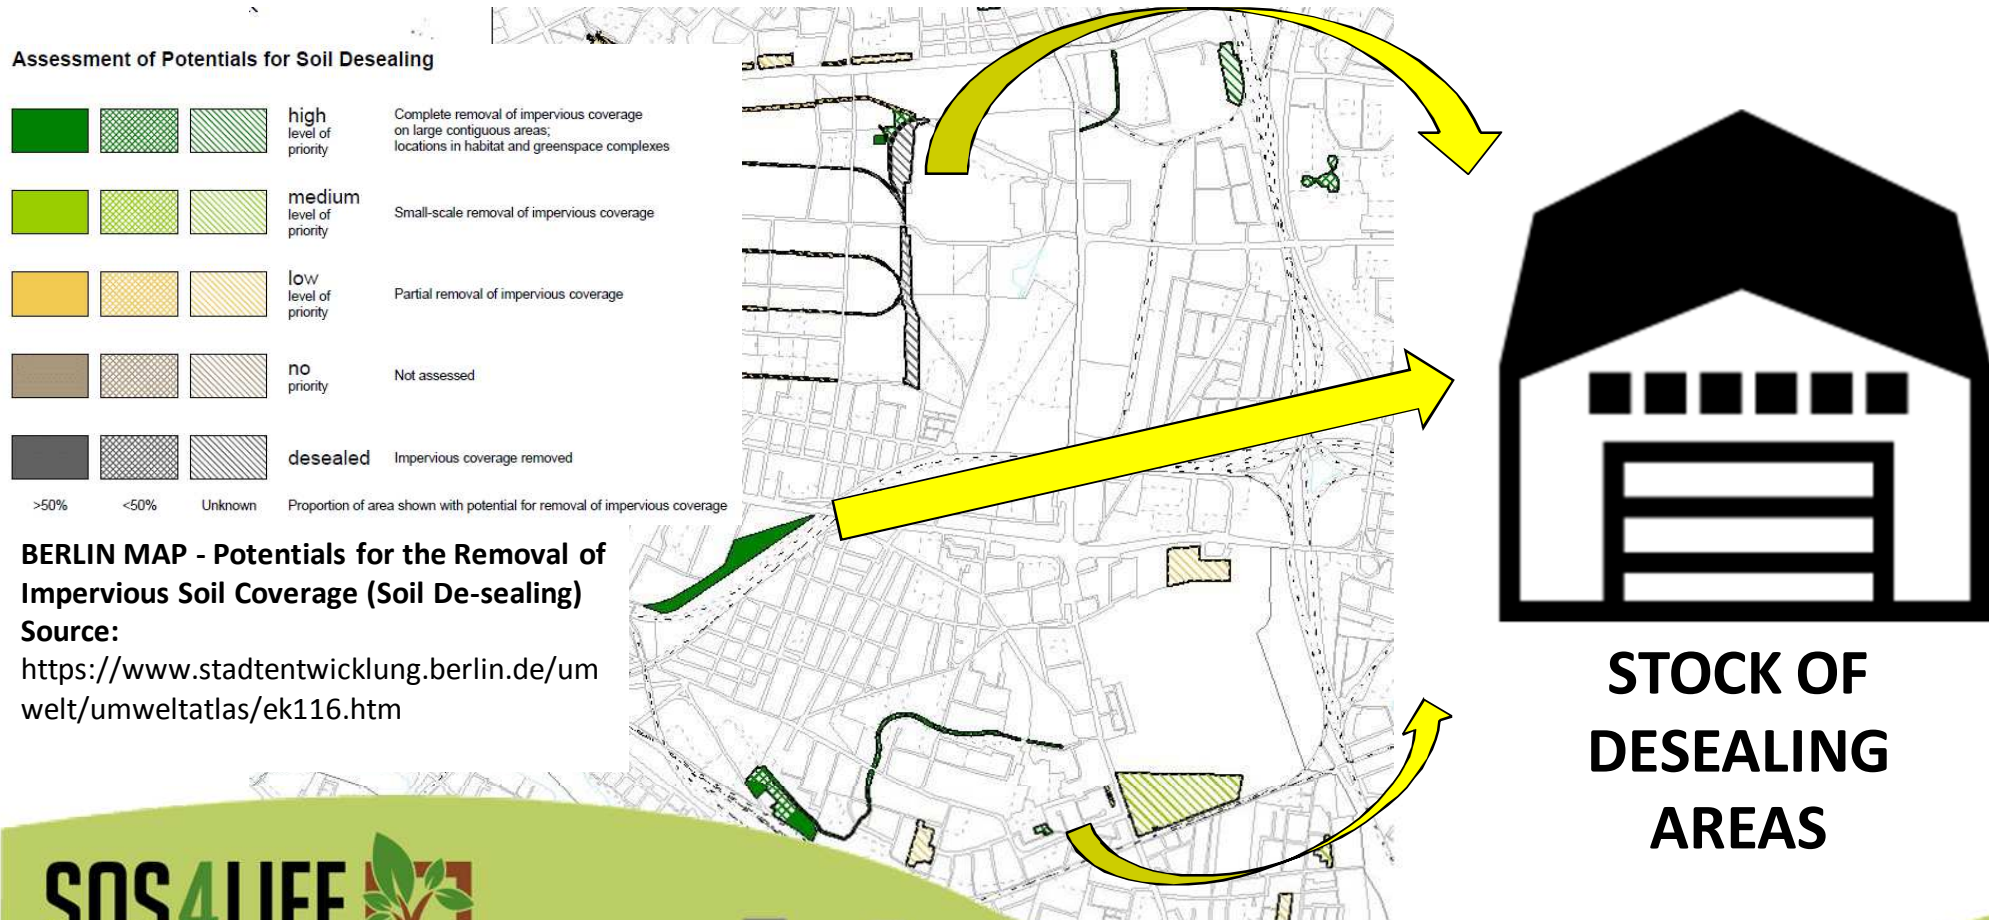 Assessment of Potentials for Soil Desealing
high
level of
priority
Complete removal of impervious coverage
on large contiguous areas;
locations in habitat and greenspace complexes
medium
level of
priority
Small-scale removal of impervious coverage
low
level of
priority
Partial removal of impervious coverage
no
priority
Not assessed
desealed
Impervious coverage removed
>50% <50% Unknown Proportion of area shown with potential for removal of impervious coverage
BERLIN MAP - Potentials for the Removal of
Impervious Soil Coverage (Soil De-sealing)
Source:
https://www.stadtentwicklung.berlin.de/um
welt/umweltatlas/ek116.htm
STOCK OF
DESEALING
AREAS
SOS4LIFE